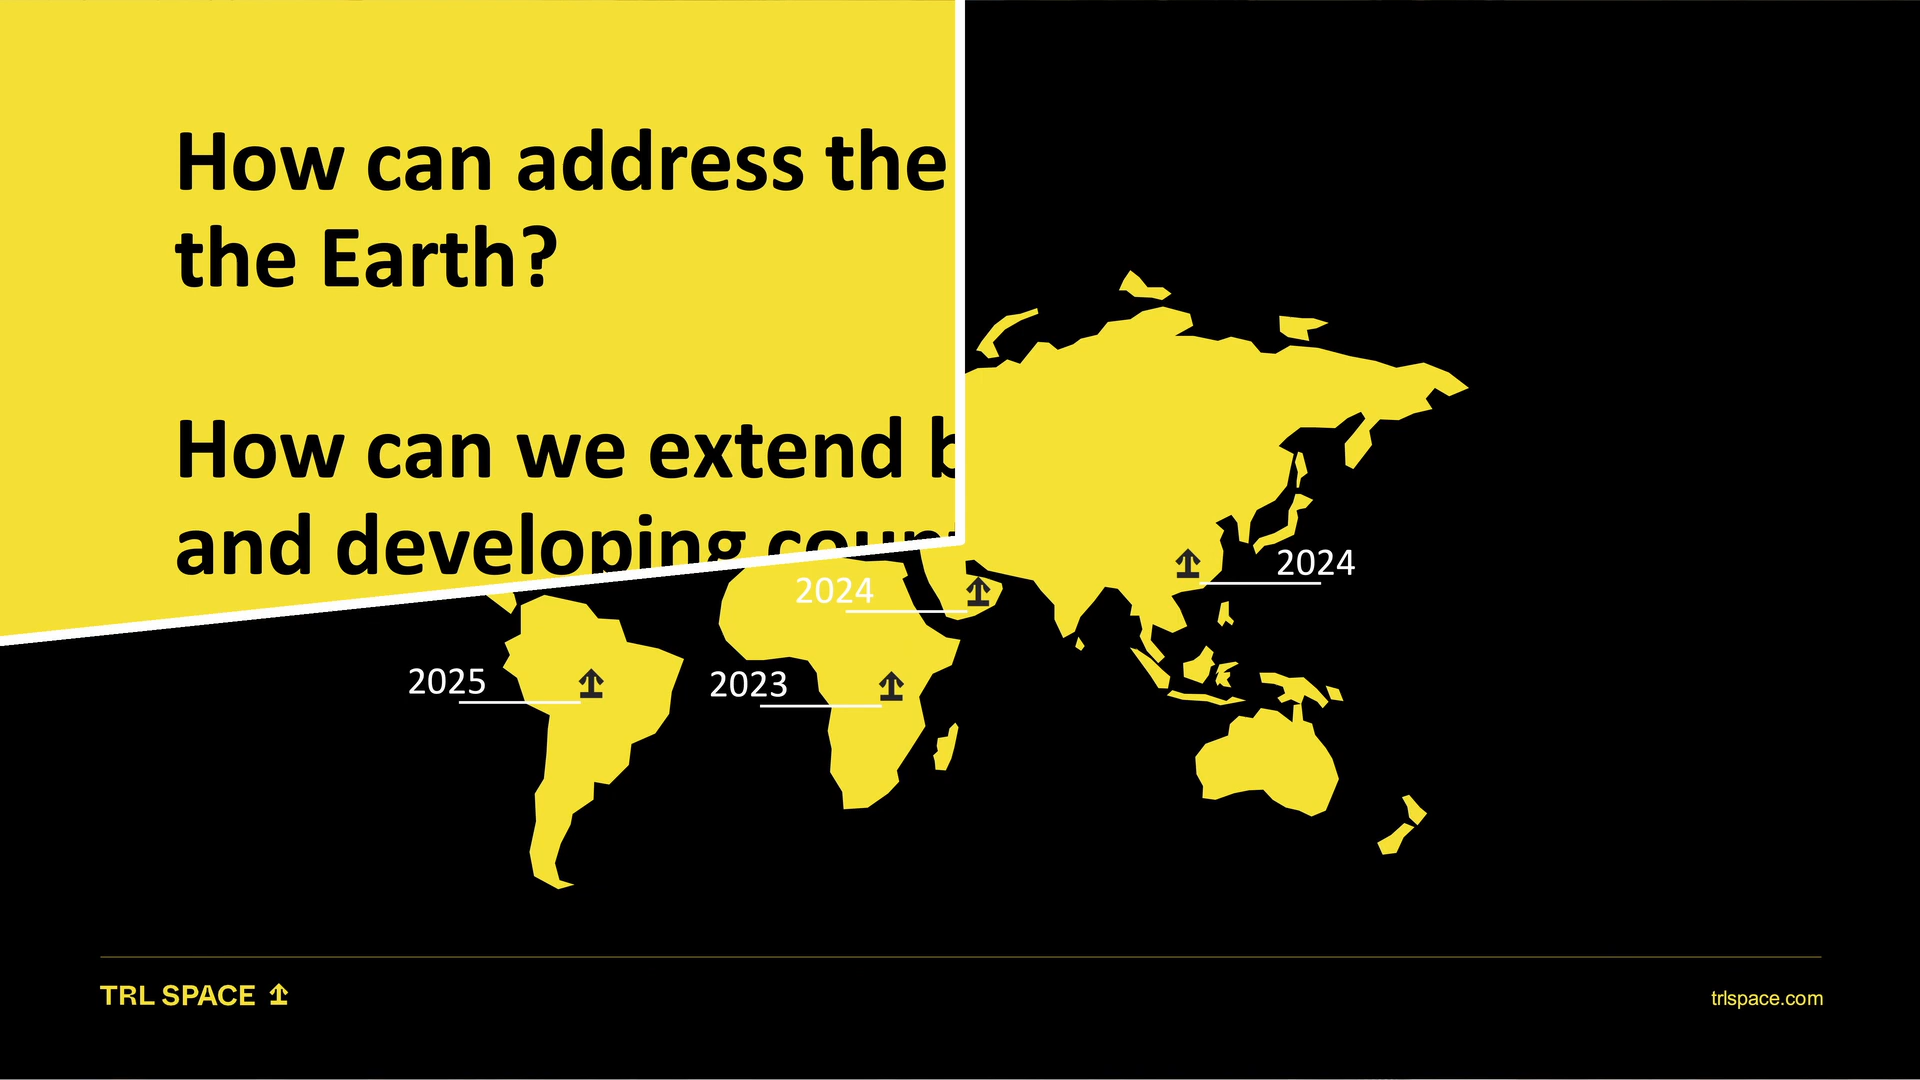 How can address the
the Earth?
How can we extend
and developing
2024
2024
2025
2023
TRL SPACE
trlspace.com